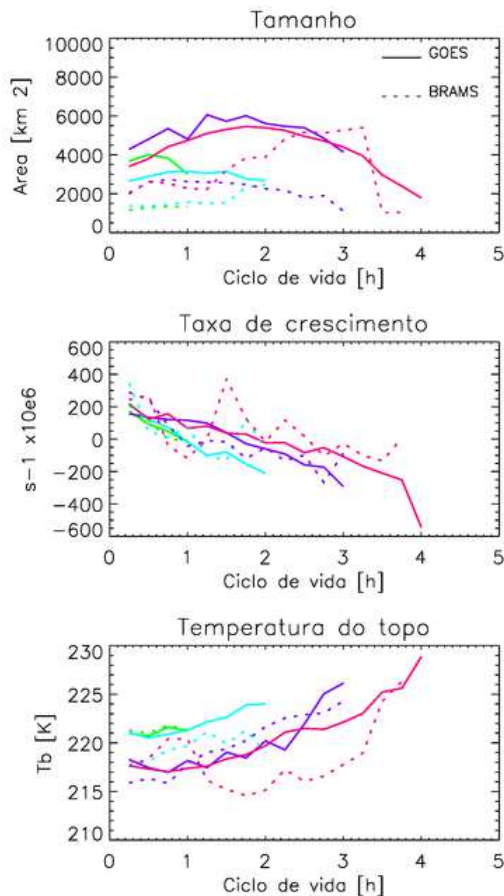 Tamanho
10000
8000
6000
4000
2000
0
Area [km 2]
GOES
BRAMS
0 1 2 3 4 5
Ciclo de vida [h]
Taxa de crescimento
600
400
200
0
-200
-400
-600
s-1 x10e6
0 1 2 3 4 5
Ciclo de vida [h]
Temperatura do topo
230
225
220
215
210
Tb [K]
0 1 2 3 4 5
Ciclo de vida [h]